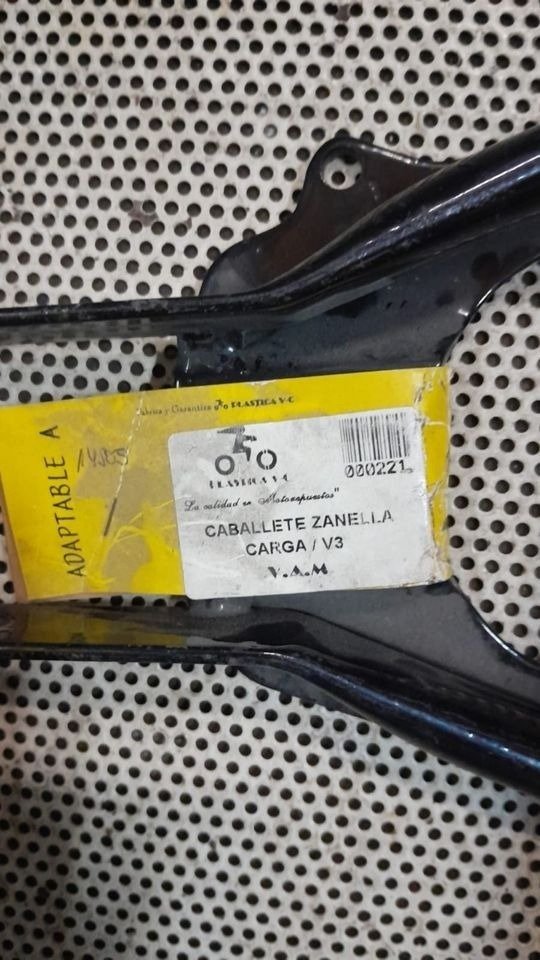 Fabrica y Garantiza PLASTICA V-C
ADAPTABLE A
PLASTICA V-C
000221
La calidad en Motorepuestos"
CABALLETE ZANELLA
CARGA / V3
V.A.M